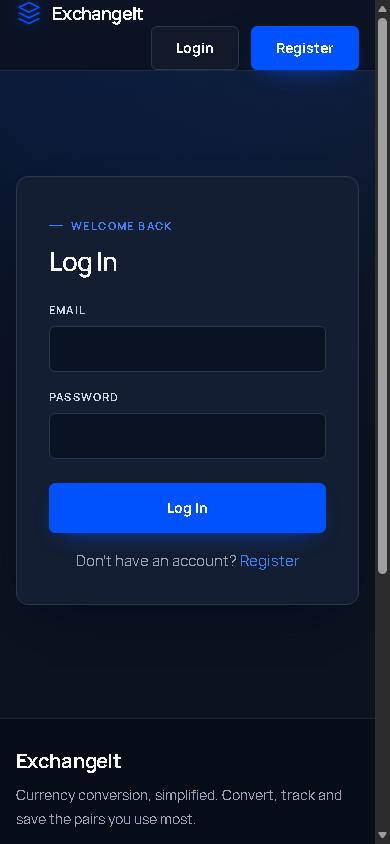 ExchangeIt
Login
Register
— WELCOME BACK
Log In
EMAIL
PASSWORD
Log In
Don't have an account? Register
ExchangeIt
Currency conversion, simplified. Convert, track and
save the pairs you use most.